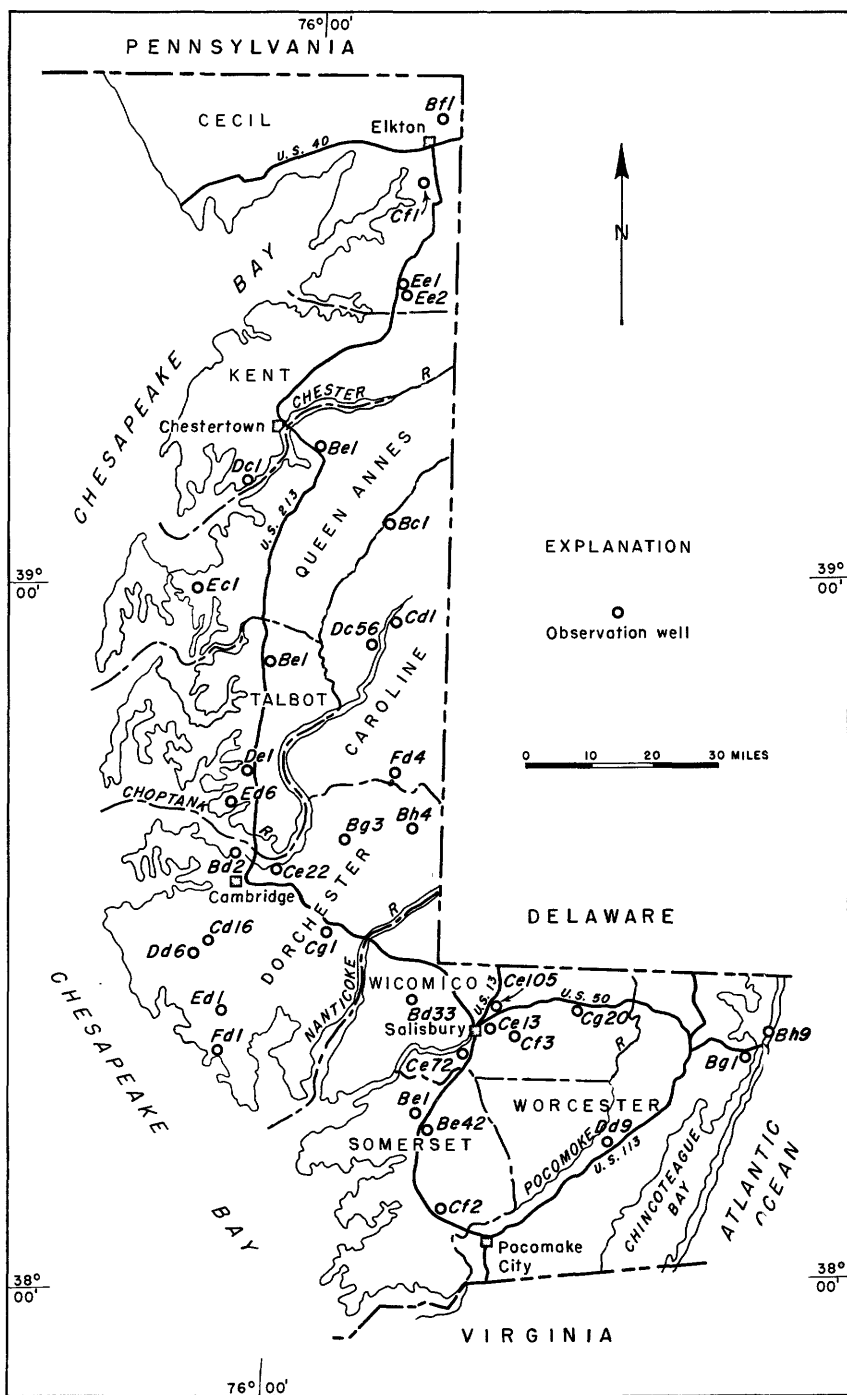 76° 00'
PENNSYLVANIA
CECIL
Bf1
Elkton
U.S. 40
Cf1
N
BAY
Ee1
Ee2
KENT
CHESAPEAKE
CHESTER R
Chestertown
Be1
Dc1
QUEEN ANNES
U.S. 213
Bc1
EXPLANATION
39° 00'
39° 00'
Ec1
Observation well
Cd1
Dc56
Be1
TALBOT
CAROLINE
0 10 20 30 MILES
De1
Fd4
Ed6
CHOPTANK R
Bg3
Bh4
Bd2
Ce22
Cambridge
DORCHESTER
DELAWARE
Cd16
Dd6
Cg1
NANTICOKE R
WICOMICO
U.S. 13
Ce105
U.S. 50
Ed1
Bd33
Salisbury
Ce13
Cg20
Cf3
Bh9
Fd1
Ce72
R
Bg1
CHESAPEAKE
Be1
WORCESTER
Be42
SOMERSET
Dd9
POCOMOKE
U.S. 113
CHINCOTEAGUE BAY
ATLANTIC OCEAN
Cf2
BAY
Pocomake City
38° 00'
38° 00'
VIRGINIA
76° 00'